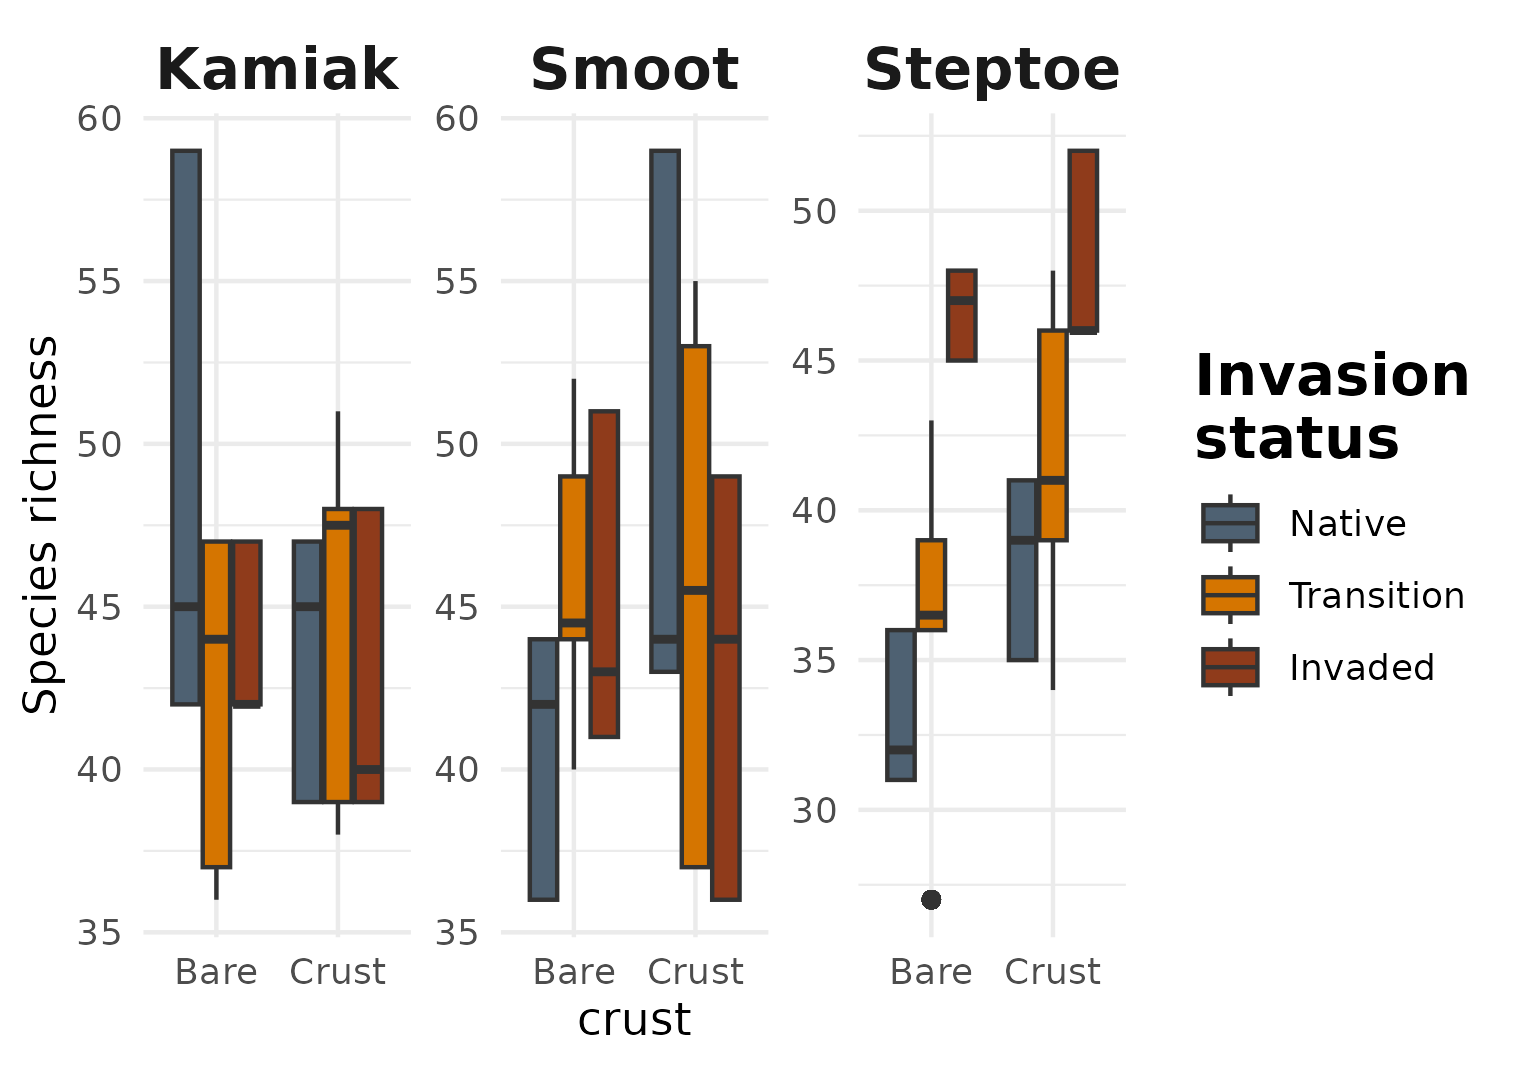 Kamiak Smoot Steptoe
60
55
50
45
40
35
60
55
50
45
40
35
50
45
40
35
30
Species richness
Bare Crust Bare Crust Bare Crust
crust
Invasion
status
Native
Transition
Invaded